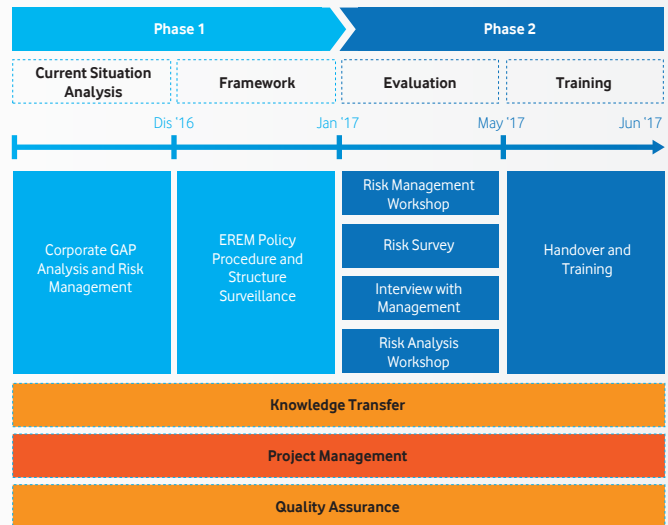 Phase 1
Phase 2
Current Situation
Analysis
Framework
Evaluation
Training
Dis '16
Jan '17
May '17
Jun '17
Corporate GAP
Analysis and Risk
Management
EREM Policy
Procedure and
Structure
Surveillance
Risk Management
Workshop
Risk Survey
Interview with
Management
Risk Analysis
Workshop
Handover and
Training
Knowledge Transfer
Project Management
Quality Assurance